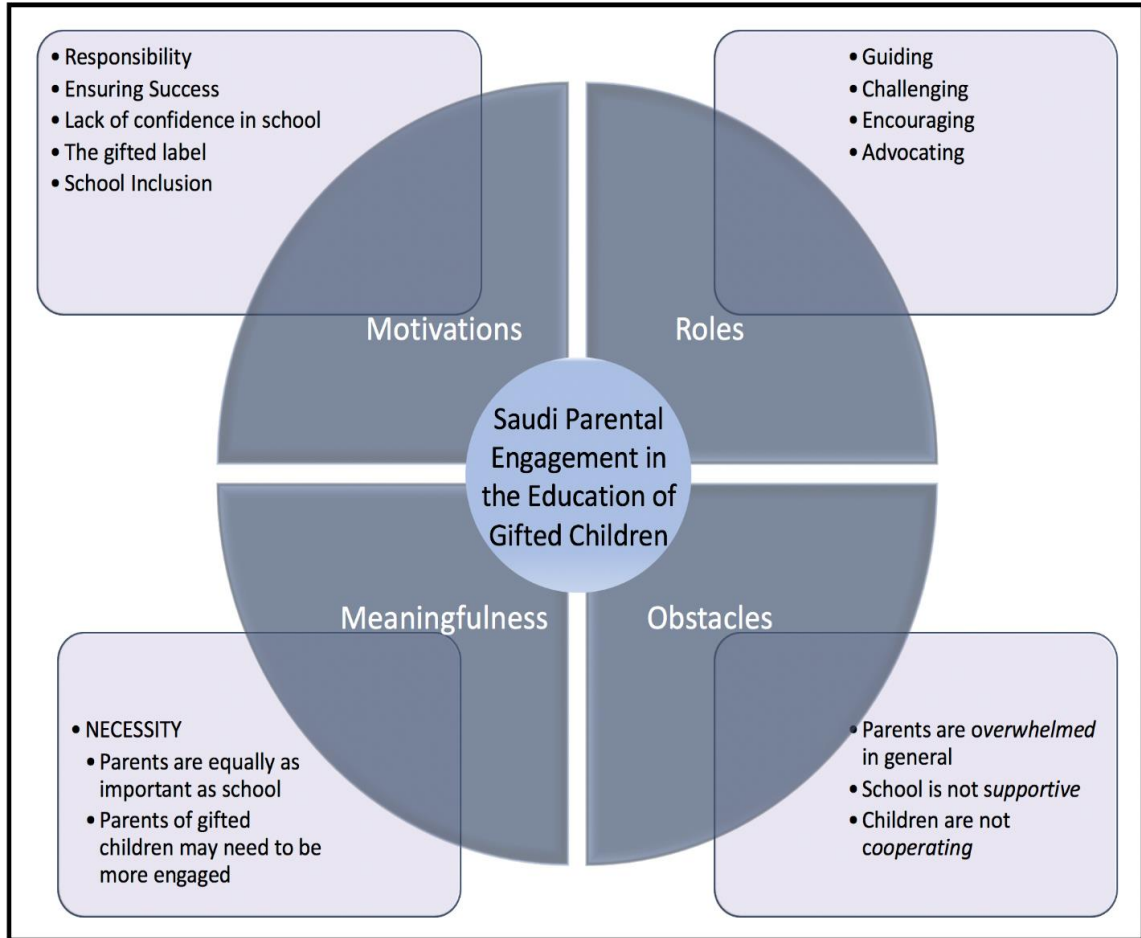 • Responsibility
• Ensuring Success
• Lack of confidence in school
• The gifted label
• School Inclusion
• Guiding
• Challenging
• Encouraging
• Advocating
Motivations
Roles
Saudi Parental
Engagement in
the Education of
Gifted Children
Meaningfulness
Obstacles
• NECESSITY
• Parents are equally as
important as school
• Parents of gifted
children may need to be
more engaged
• Parents are overwhelmed
in general
• School is not supportive
• Children are not
cooperating